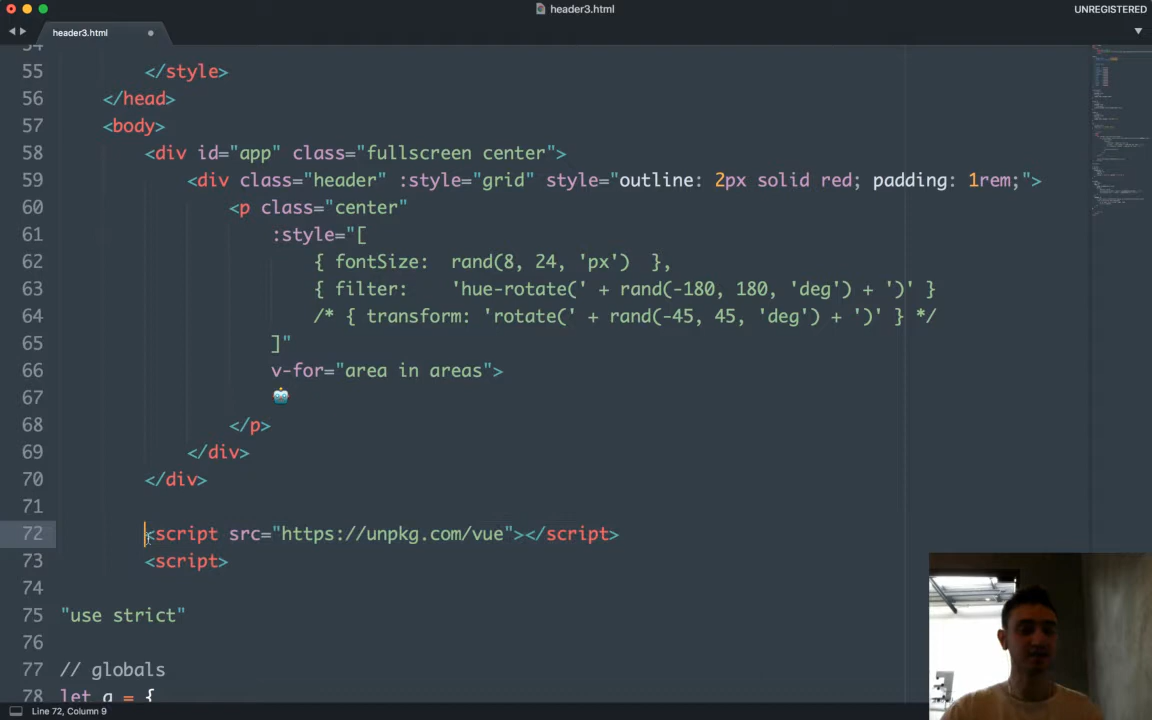 header3.html
UNREGISTERED
header3.html
54
55 </style>
56 </head>
57 <body>
58 <div id="app" class="fullscreen center">
59 <div class="header" :style="grid" style="outline: 2px solid red; padding: 1rem;">
60 <p class="center"
61 :style="[
62 { fontSize: rand(8, 24, 'px') },
63 { filter: 'hue-rotate(' + rand(-180, 180, 'deg') + ')' }
64 /* { transform: 'rotate(' + rand(-45, 45, 'deg') + ')' } */
65 ]"
66 v-for="area in areas">
67 🤖
68 </p>
69 </div>
70 </div>
71
72 <script src="https://unpkg.com/vue"></script>
73 <script>
74
75 "use strict"
76
77 // globals
78 let g = {
Line 72, Column 9